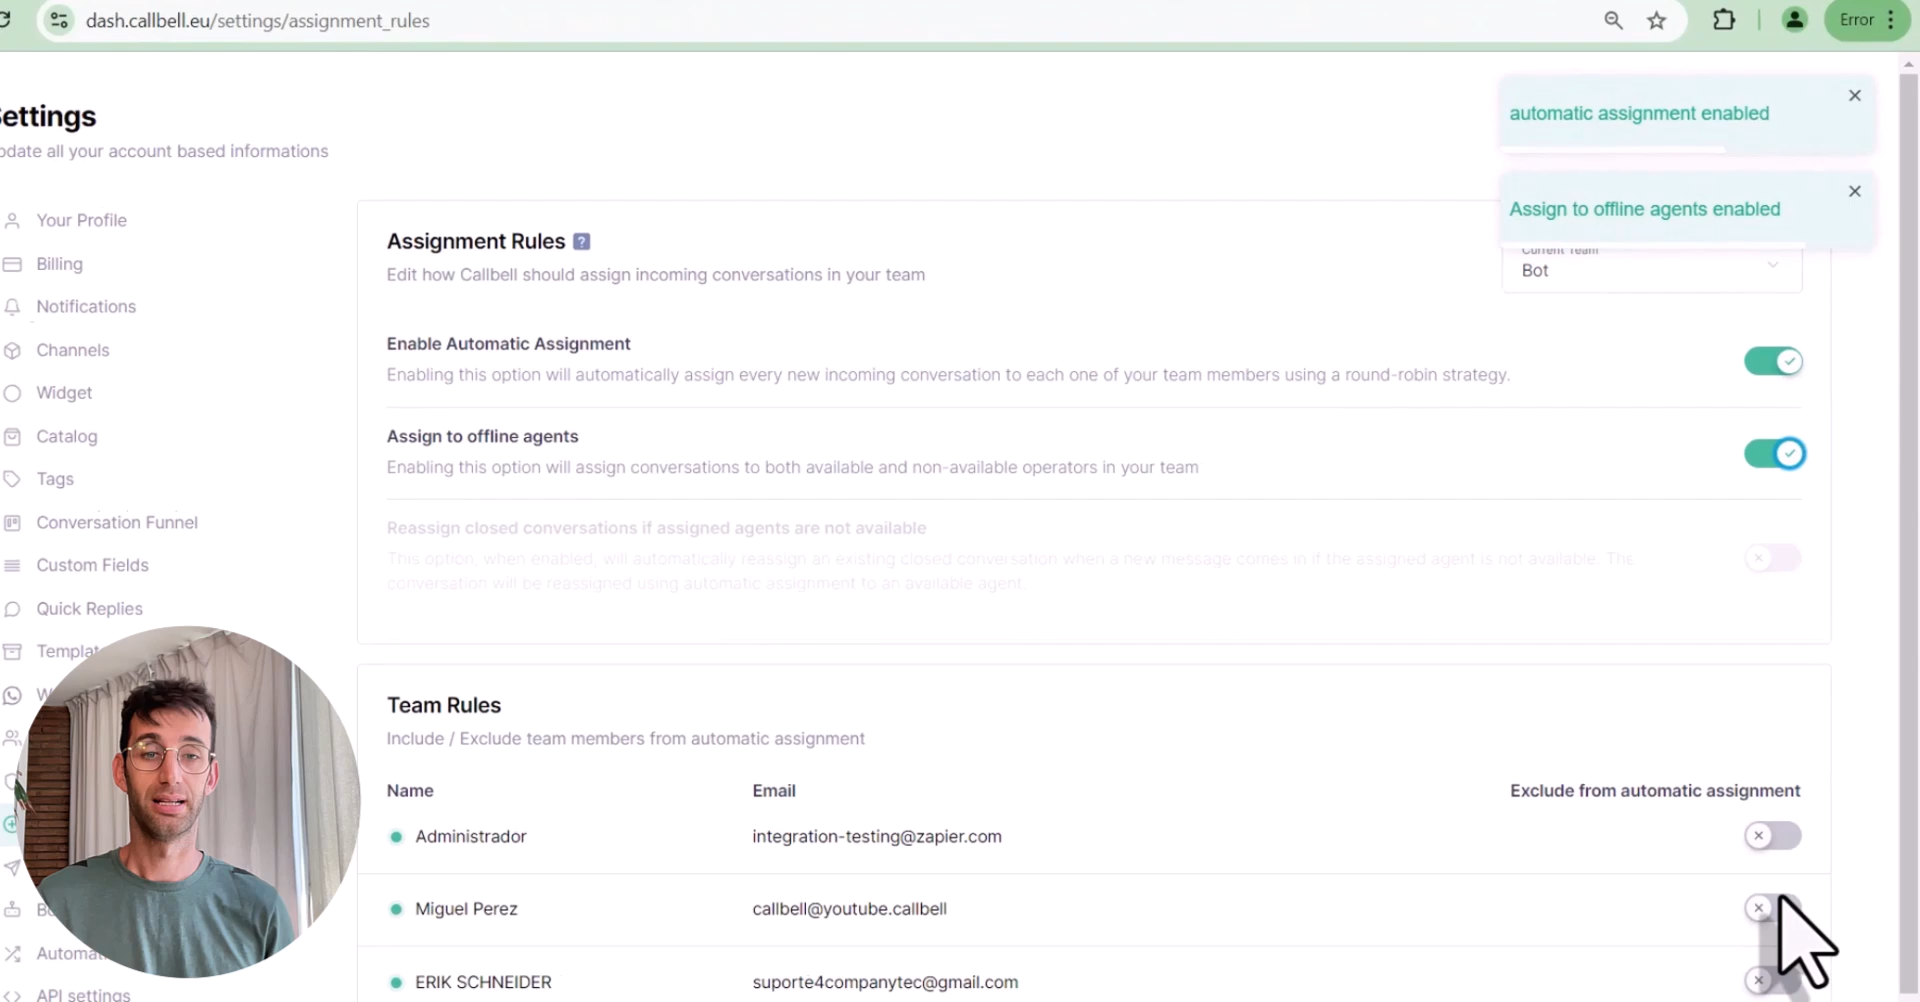 dash.callbell.eu/settings/assignment_rules
Error
ettings
pdate all your account based informations
automatic assignment enabled
Assign to offline agents enabled
Your Profile
Billing
Notifications
Channels
Widget
Catalog
Tags
Conversation Funnel
Custom Fields
Quick Replies
Templat
W
Automat
API settings
Assignment Rules ?
Edit how Callbell should assign incoming conversations in your team
Current Team
Bot
Enable Automatic Assignment
Enabling this option will automatically assign every new incoming conversation to each one of your team members using a round-robin strategy.
Assign to offline agents
Enabling this option will assign conversations to both available and non-available operators in your team
Reassign closed conversations if assigned agents are not available
This option, when enabled, will automatically reassign an existing closed conversation when a new message comes in if the assigned agent is not available. The
conversation will be reassigned using automatic assignment to an available agent
Team Rules
Include / Exclude team members from automatic assignment
Name Email Exclude from automatic assignment
Administrador integration-testing@zapier.com
Miguel Perez callbell@youtube.callbell
ERIK SCHNEIDER suporte4companytec@gmail.com